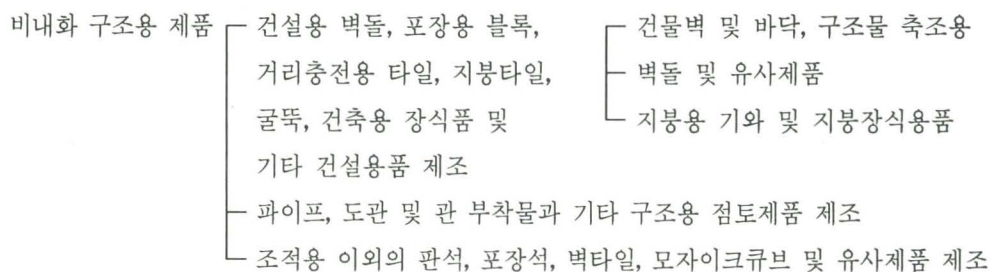 비내화 구조용 제품 건설용 벽돌, 포장용 블록, 건물벽 및 바닥, 구조물 축조용
거리충전용 타일, 지붕타일, 벽돌 및 유사제품
굴뚝, 건축용 장식품 및 지붕용 기와 및 지붕장식용품
기타 건설용품 제조
파이프, 도관 및 관 부착물과 기타 구조용 점토제품 제조
조적용 이외의 판석, 포장석, 벽타일, 모자이크큐브 및 유사제품 제조